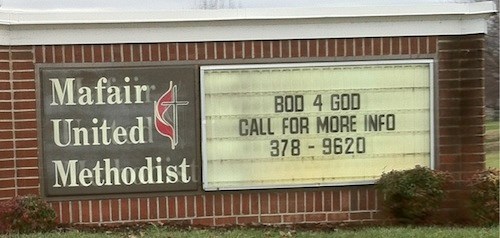 Mafair
United
Methodist
BOD 4 GOD
CALL FOR MORE INFO
378 - 9620